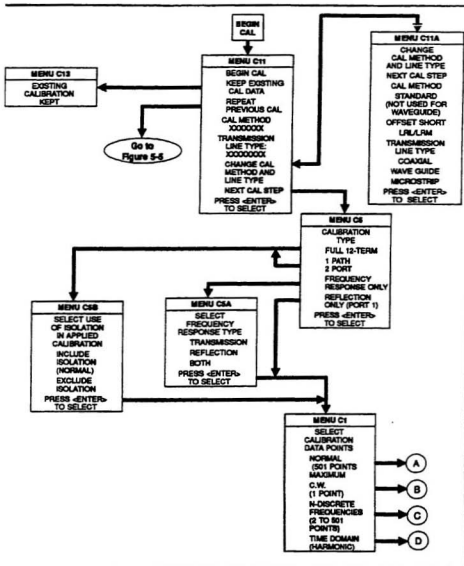 BEGIN
CAL
MENU C11
BEGIN CAL
KEEP EXISTING
CAL DATA
REPEAT
PREVIOUS CAL
CAL METHOD
XXXXXXX
TRANSMISSION
LINE TYPE:
XXXXXXXX
CHANGE CAL
METHOD AND
LINE TYPE
NEXT CAL STEP
PRESS <ENTER>
TO SELECT
MENU C11A
CHANGE
CAL METHOD
AND LINE TYPE
NEXT CAL STEP
CAL METHOD
STANDARD
(NOT USED FOR
WAVEGUIDE)
OFFSET SHORT
LRL/LRM
TRANSMISSION
LINE TYPE
COAXIAL
WAVE GUIDE
MICROSTRIP
PRESS <ENTER>
TO SELECT
MENU C13
EXISTING
CALIBRATION
KEPT
Go to
Figure 5-5
MENU C5
CALIBRATION
TYPE
FULL 12-TERM
1 PATH
2 PORT
FREQUENCY
RESPONSE ONLY
REFLECTION
ONLY (PORT 1)
PRESS <ENTER>
TO SELECT
MENU C5B
SELECT USE
OF ISOLATION
IN APPLIED
CALIBRATION
INCLUDE
ISOLATION
(NORMAL)
EXCLUDE
ISOLATION
PRESS <ENTER>
TO SELECT
MENU C5A
SELECT
FREQUENCY
RESPONSE TYPE
TRANSMISSION
REFLECTION
BOTH
PRESS <ENTER>
TO SELECT
MENU C1
SELECT
CALIBRATION
DATA POINTS
NORMAL
(501 POINTS
MAXIMUM
C.W.
(1 POINT)
N-DISCRETE
FREQUENCIES
(2 TO 501
POINTS)
TIME DOMAIN
(HARMONIC)
A
B
C
D